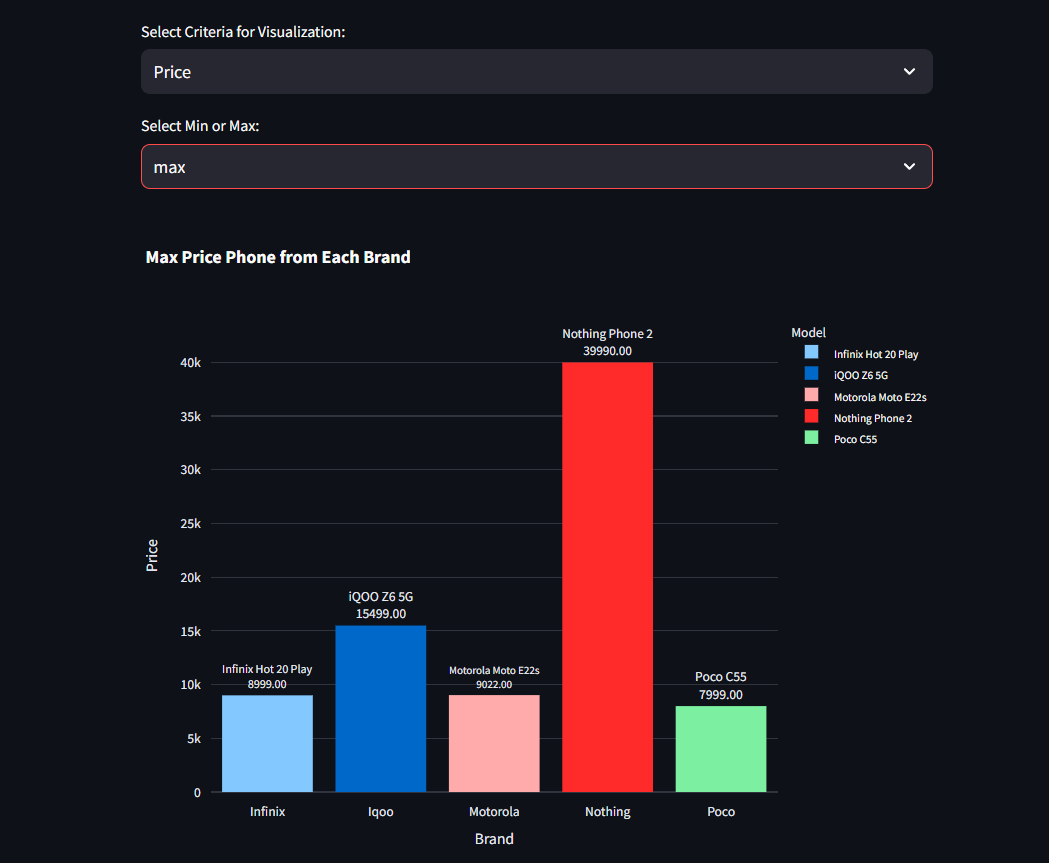 Select Criteria for Visualization:
Price
Select Min or Max:
max
Max Price Phone from Each Brand
Nothing Phone 2
39990.00
Model
Infinix Hot 20 Play
iQOO Z6 5G
Motorola Moto E22s
Nothing Phone 2
Poco C55
40k
35k
30k
25k
20k
15k
10k
5k
0
Price
iQOO Z6 5G
15499.00
Infinix Hot 20 Play
8999.00
Motorola Moto E22s
9022.00
Poco C55
7999.00
Infinix
Iqoo
Motorola
Nothing
Poco
Brand